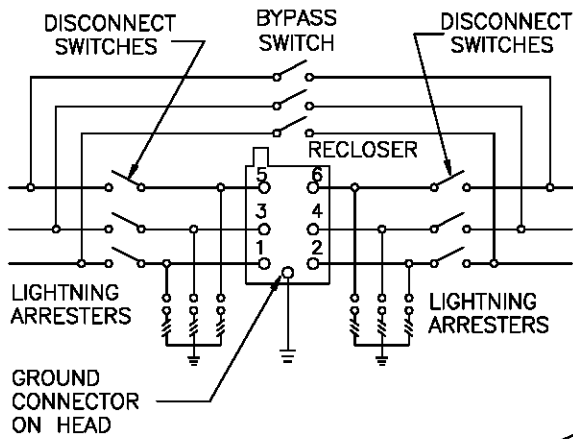 DISCONNECT
SWITCHES
BYPASS
SWITCH
DISCONNECT
SWITCHES
RECLOSER
5 6
3 4
1 2
LIGHTNING
ARRESTERS
LIGHTNING
ARRESTERS
GROUND
CONNECTOR
ON HEAD